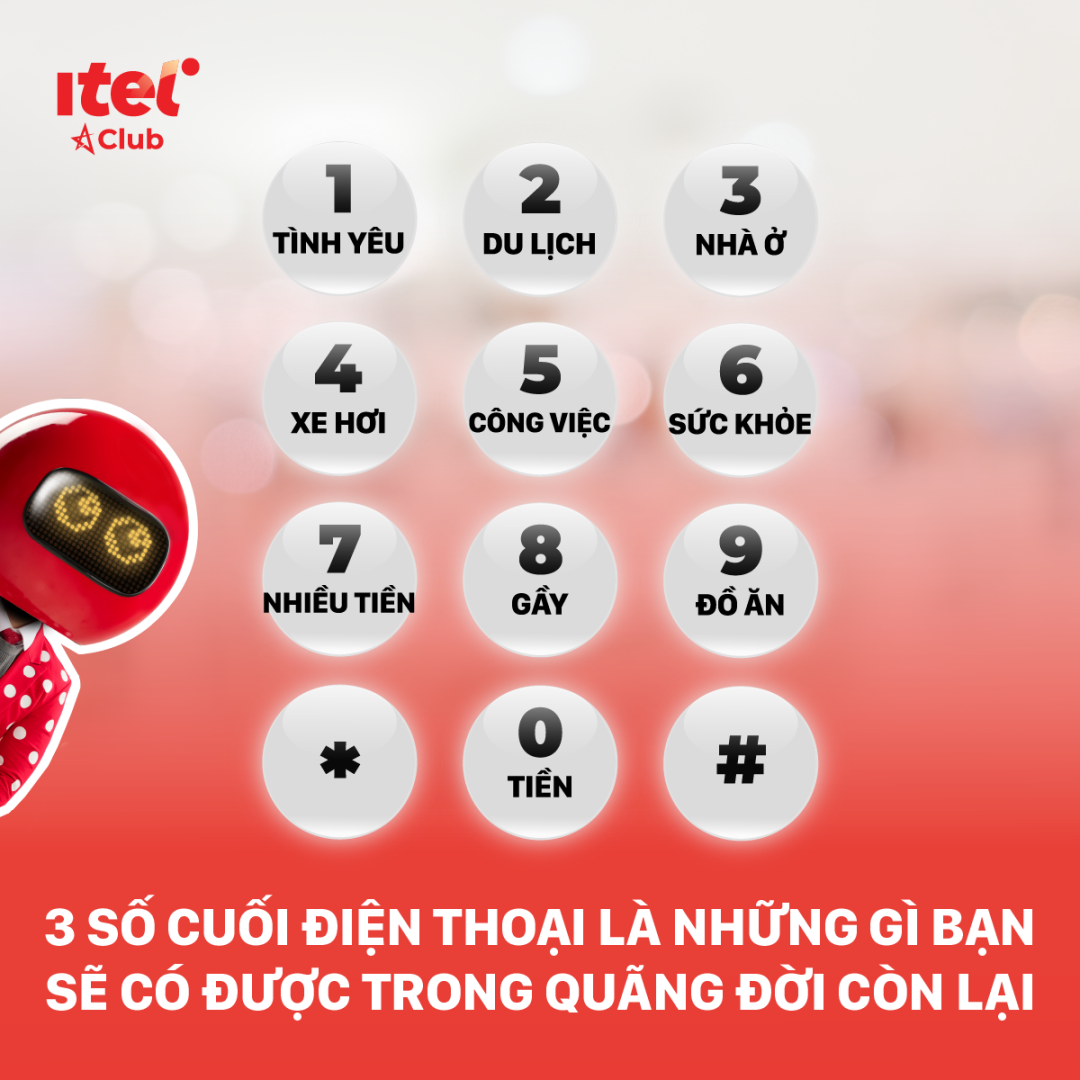 itel
Club
1
TÌNH YÊU
2
DU LỊCH
3
NHÀ Ở
4
XE HƠI
5
CÔNG VIỆC
6
SỨC KHỎE
7
NHIỀU TIỀN
8
GẦY
9
ĐỒ ĂN
*
0
TIỀN
#
3 SỐ CUỐI ĐIỆN THOẠI LÀ NHỮNG GÌ BẠN
SẼ CÓ ĐƯỢC TRONG QUÃNG ĐỜI CÒN LẠI